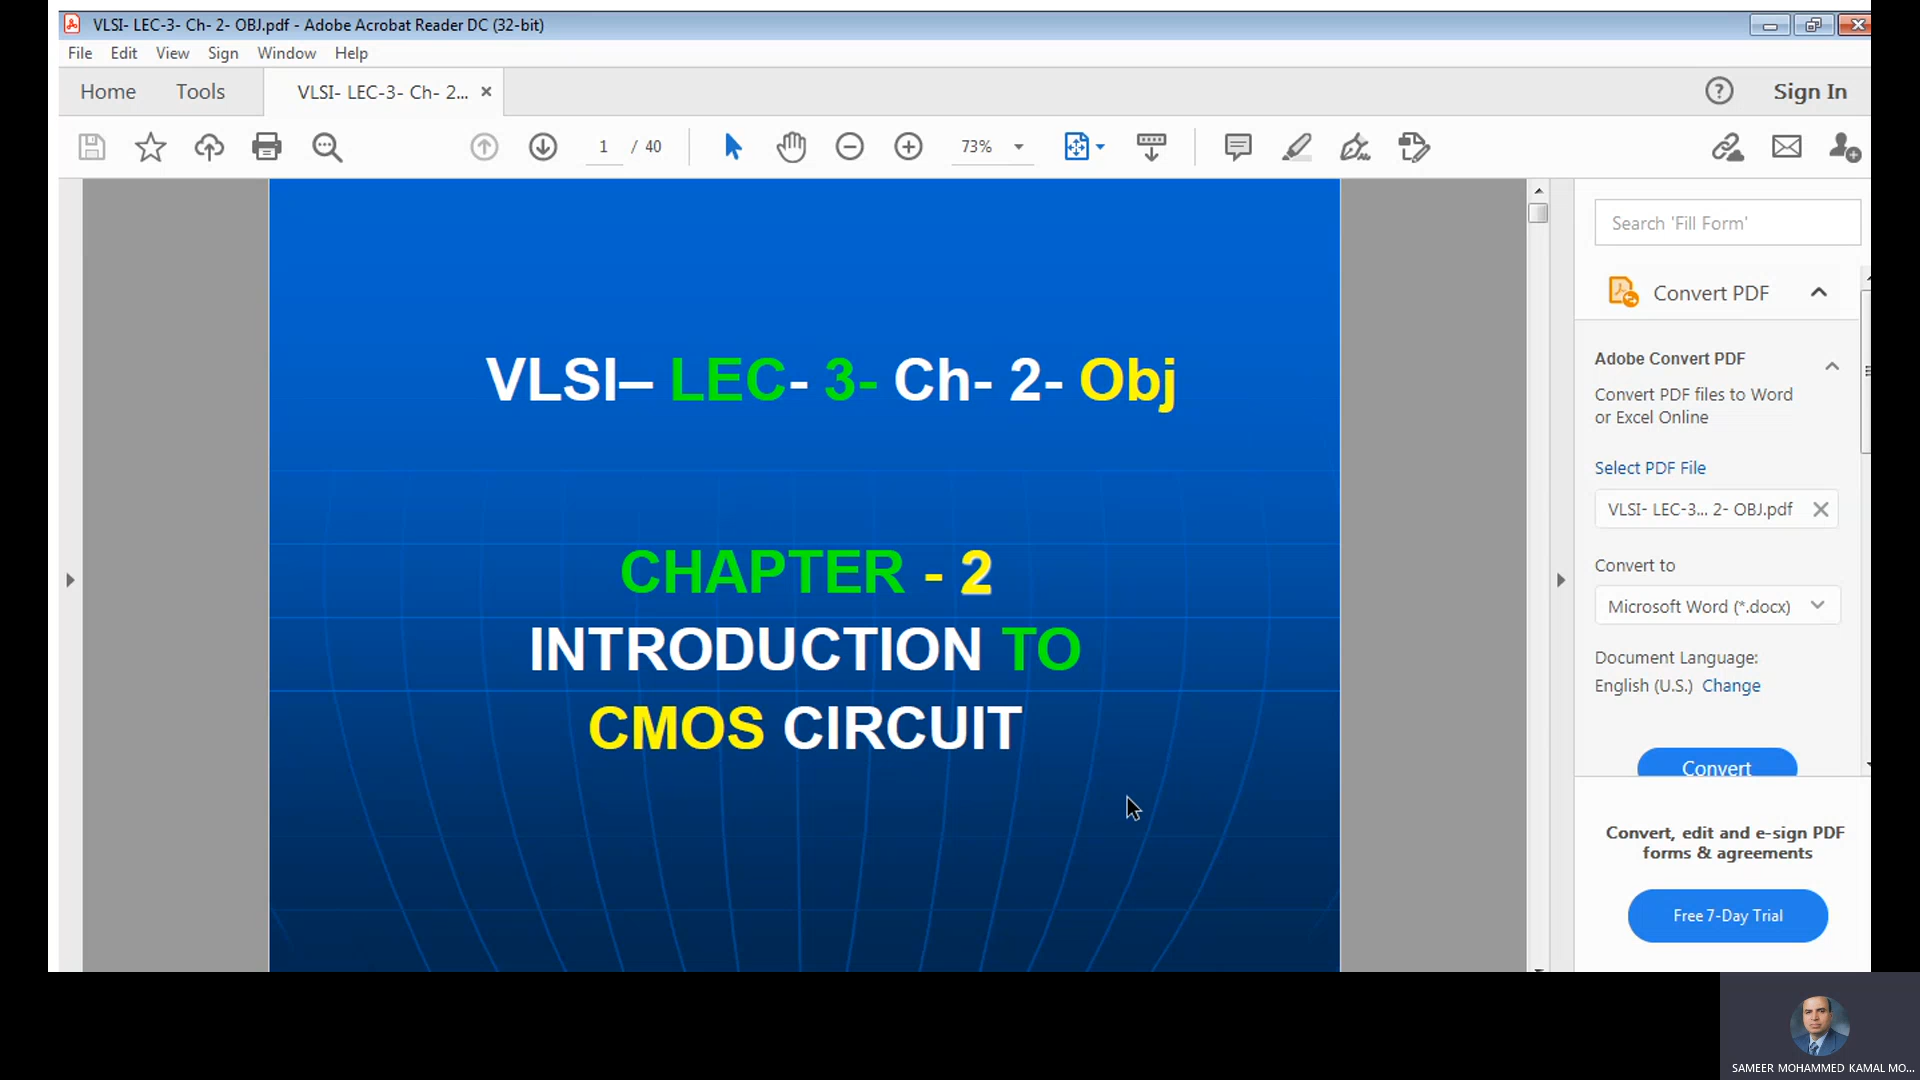 VLSI- LEC-3- Ch- 2- OBJ.pdf - Adobe Acrobat Reader DC (32-bit)
File Edit View Sign Window Help
Home Tools VLSI- LEC-3- Ch- 2... Sign In
1 / 40 73%
VLSI– LEC- 3- Ch- 2- Obj
CHAPTER - 2
INTRODUCTION TO
CMOS CIRCUIT
Search 'Fill Form'
Convert PDF
Adobe Convert PDF
Convert PDF files to Word
or Excel Online
Select PDF File
VLSI- LEC-3... 2- OBJ.pdf
Convert to
Microsoft Word (*.docx)
Document Language:
English (U.S.) Change
Convert
Convert, edit and e-sign PDF
forms & agreements
Free 7-Day Trial
SAMEER MOHAMMED KAMAL MO...